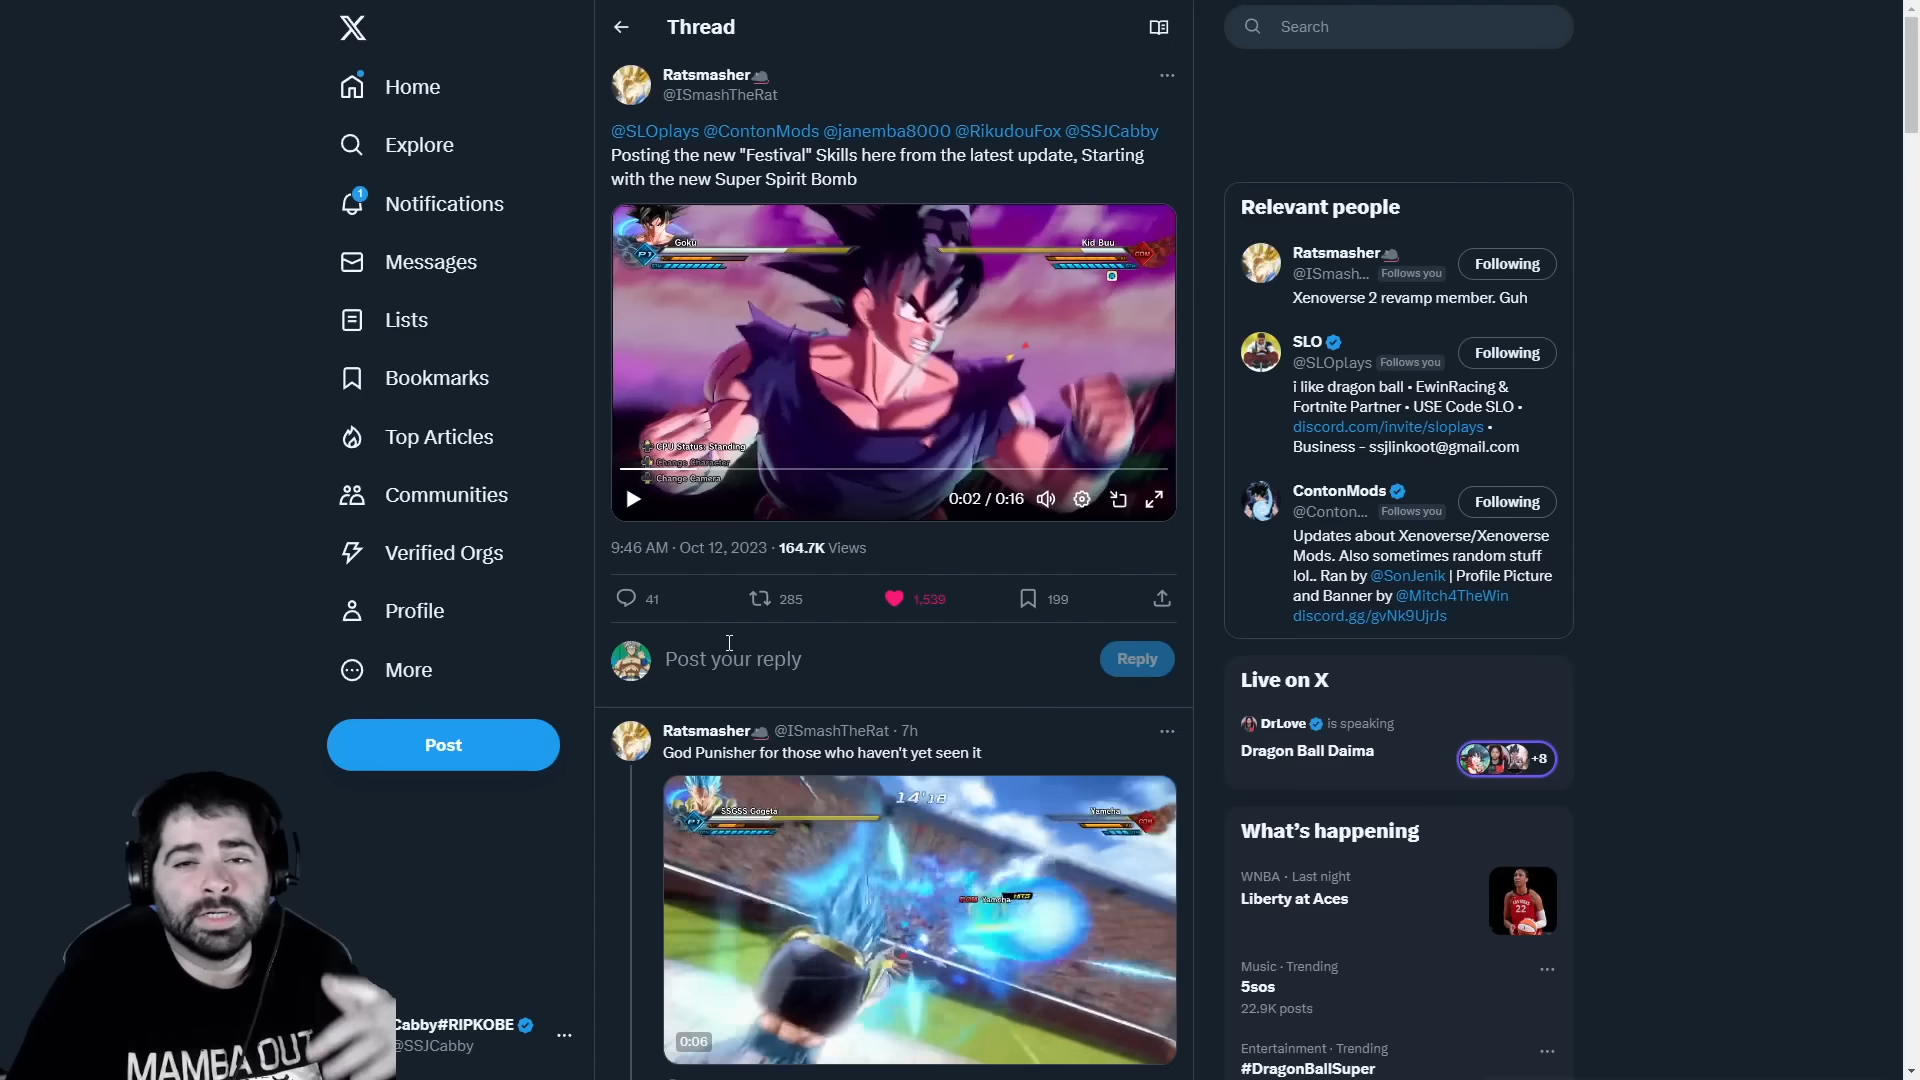 Home
Explore
1
Notifications
Messages
Lists
Bookmarks
Top Articles
Communities
Verified Orgs
Profile
More
Post
Cabby#RIPKOBE
@SSJCabby
MAMBA OUT
Thread
Ratsmasher
@ISmashTheRat
@SLOplays @ContonMods @janemba8000 @RikudouFox @SSJCabby
Posting the new "Festival" Skills here from the latest update, Starting
with the new Super Spirit Bomb
Goku
P1
Kid Buu
COM
CPU Status: Standing
Change Character
Change Camera
0:02 / 0:16
9:46 AM · Oct 12, 2023 · 164.7K Views
41
285
1,539
199
Post your reply
Reply
Ratsmasher @ISmashTheRat · 7h
God Punisher for those who haven't yet seen it
SSGSS Gogeta
P1
14'18
Yamcha
COM
COM Yamcha
HITS
0:06
Search
Relevant people
Ratsmasher
@ISmash... Follows you
Following
Xenoverse 2 revamp member. Guh
SLO
@SLOplays Follows you
Following
i like dragon ball • EwinRacing &
Fortnite Partner • USE Code SLO •
discord.com/invite/sloplays •
Business - ssjlinkoot@gmail.com
ContonMods
@Conton... Follows you
Following
Updates about Xenoverse/Xenoverse
Mods. Also sometimes random stuff
lol.. Ran by @SonJenik | Profile Picture
and Banner by @Mitch4TheWin
discord.gg/gvNk9UjrJs
Live on X
DrLove is speaking
Dragon Ball Daima
+8
What's happening
WNBA · Last night
Liberty at Aces
Music · Trending
5sos
22.9K posts
Entertainment · Trending
#DragonBallSuper